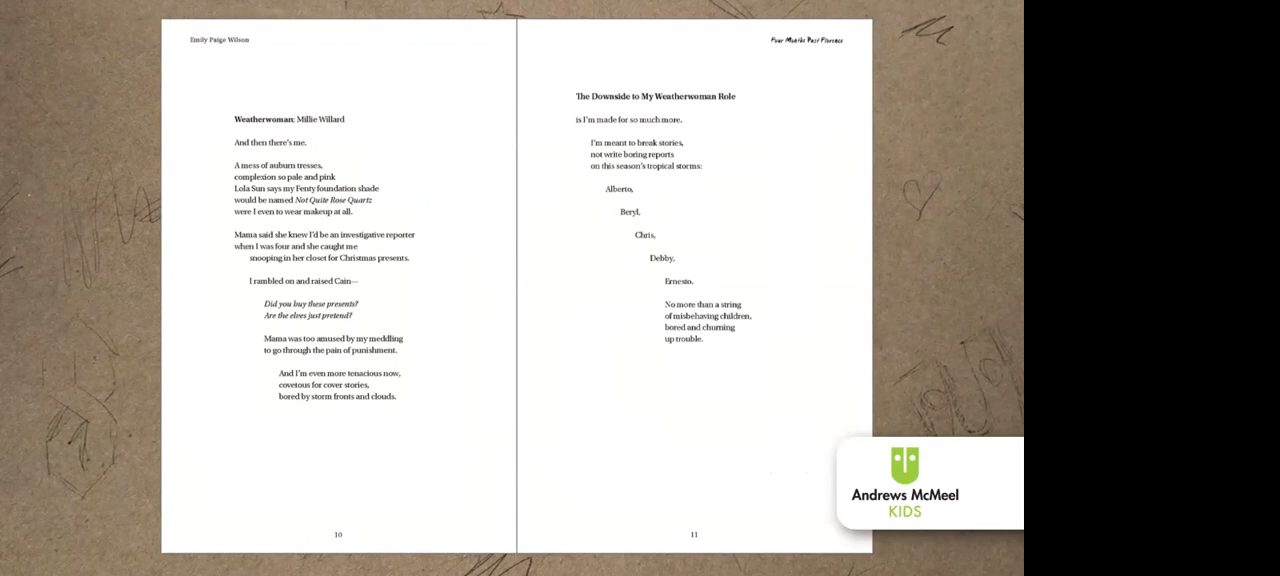 Emily Paige Wilson
Weatherwoman: Millie Willard
And then there's me.
A mess of auburn tresses,
complexion so pale and pink
Lola Sun says my Fenty foundation shade
would be named Not Quite Rose Quartz
were I even to wear makeup at all.
Mama said she knew I'd be an investigative reporter
when I was four and she caught me
snooping in her closet for Christmas presents.
I rambled on and raised Cain—
Did you buy these presents?
Are the elves just pretend?
Mama was too amused by my meddling
to go through the pain of punishment.
And I'm even more tenacious now,
covetous for cover stories,
bored by storm fronts and clouds.
10
Four Months Past Florence
The Downside to My Weatherwoman Role
is I'm made for so much more.
I'm meant to break stories,
not write boring reports
on this season's tropical storms:
Alberto,
Beryl,
Chris,
Debby,
Ernesto.
No more than a string
of misbehaving children,
bored and churning
up trouble.
11
Andrews McMeel
KIDS